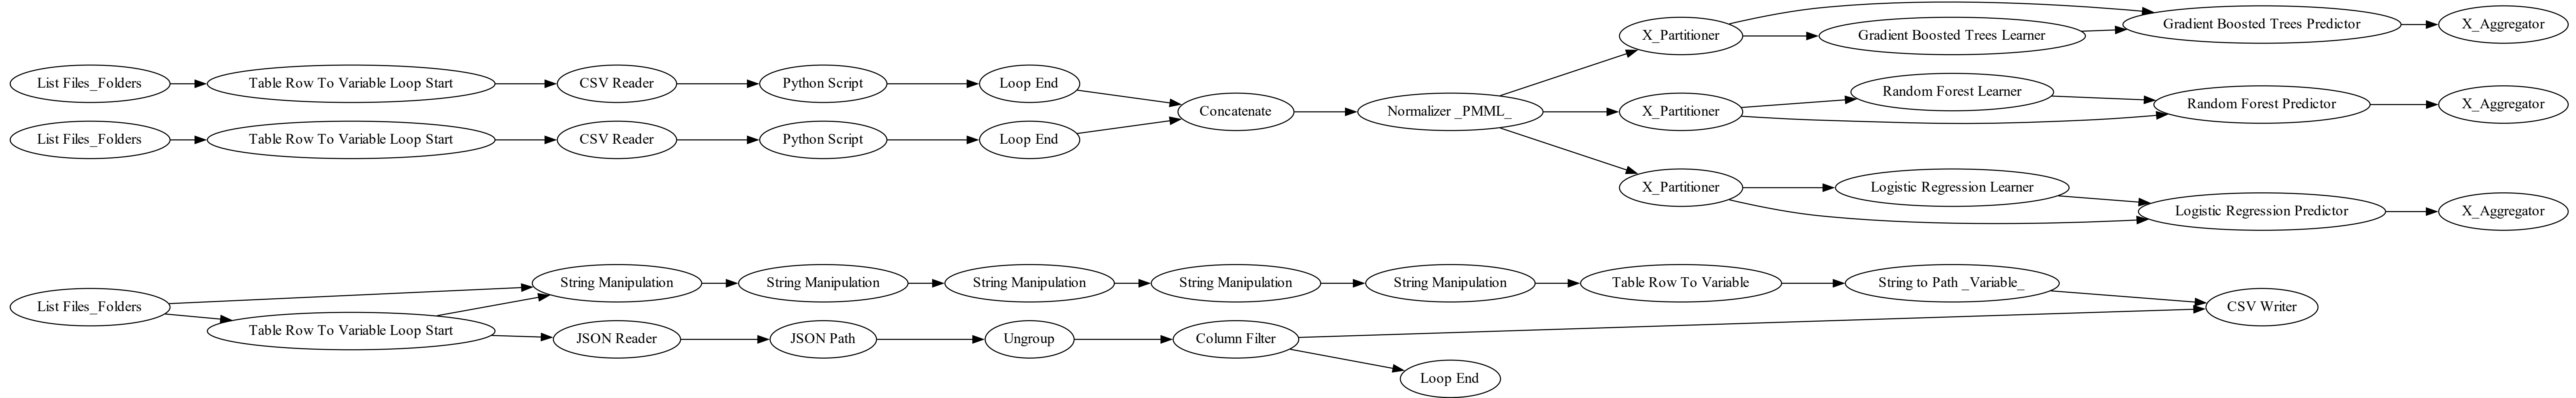 List Files_Folders
Table Row To Variable Loop Start
CSV Reader
Python Script
Loop End
List Files_Folders
Table Row To Variable Loop Start
CSV Reader
Python Script
Loop End
Concatenate
Normalizer _PMML_
X_Partitioner
Gradient Boosted Trees Learner
Gradient Boosted Trees Predictor
X_Aggregator
X_Partitioner
Random Forest Learner
Random Forest Predictor
X_Aggregator
X_Partitioner
Logistic Regression Learner
Logistic Regression Predictor
X_Aggregator
List Files_Folders
Table Row To Variable Loop Start
String Manipulation
String Manipulation
String Manipulation
String Manipulation
String Manipulation
Table Row To Variable
String to Path _Variable_
CSV Writer
JSON Reader
JSON Path
Ungroup
Column Filter
Loop End